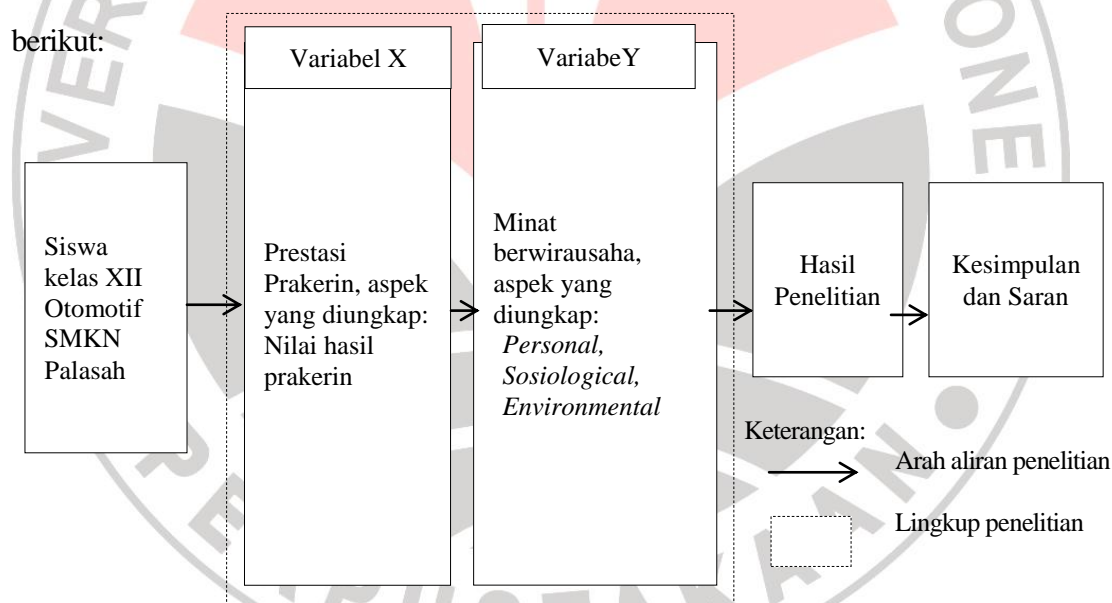 berikut:
Variabel X
VariabeY
Siswa
kelas XII
Otomotif
SMKN
Palasah
Prestasi
Prakerin, aspek
yang diungkap:
Nilai hasil
prakerin
Minat
berwirausaha,
aspek yang
diungkap:
Personal,
Sosiological,
Environmental
Hasil
Penelitian
Kesimpulan
dan Saran
Keterangan:
Arah aliran penelitian
Lingkup penelitian